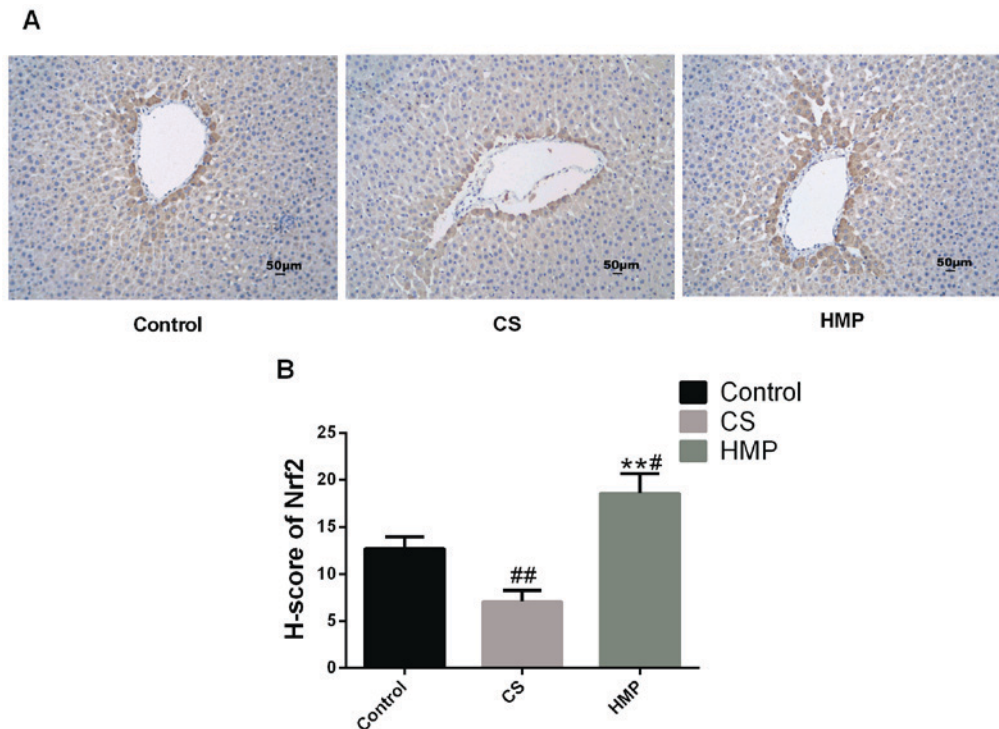 A
50μm
50μm
50μm
Control
CS
HMP
B
Control
CS
HMP
H-score of Nrf2
25
20
15
10
5
0
##
**#
Control
CS
HMP